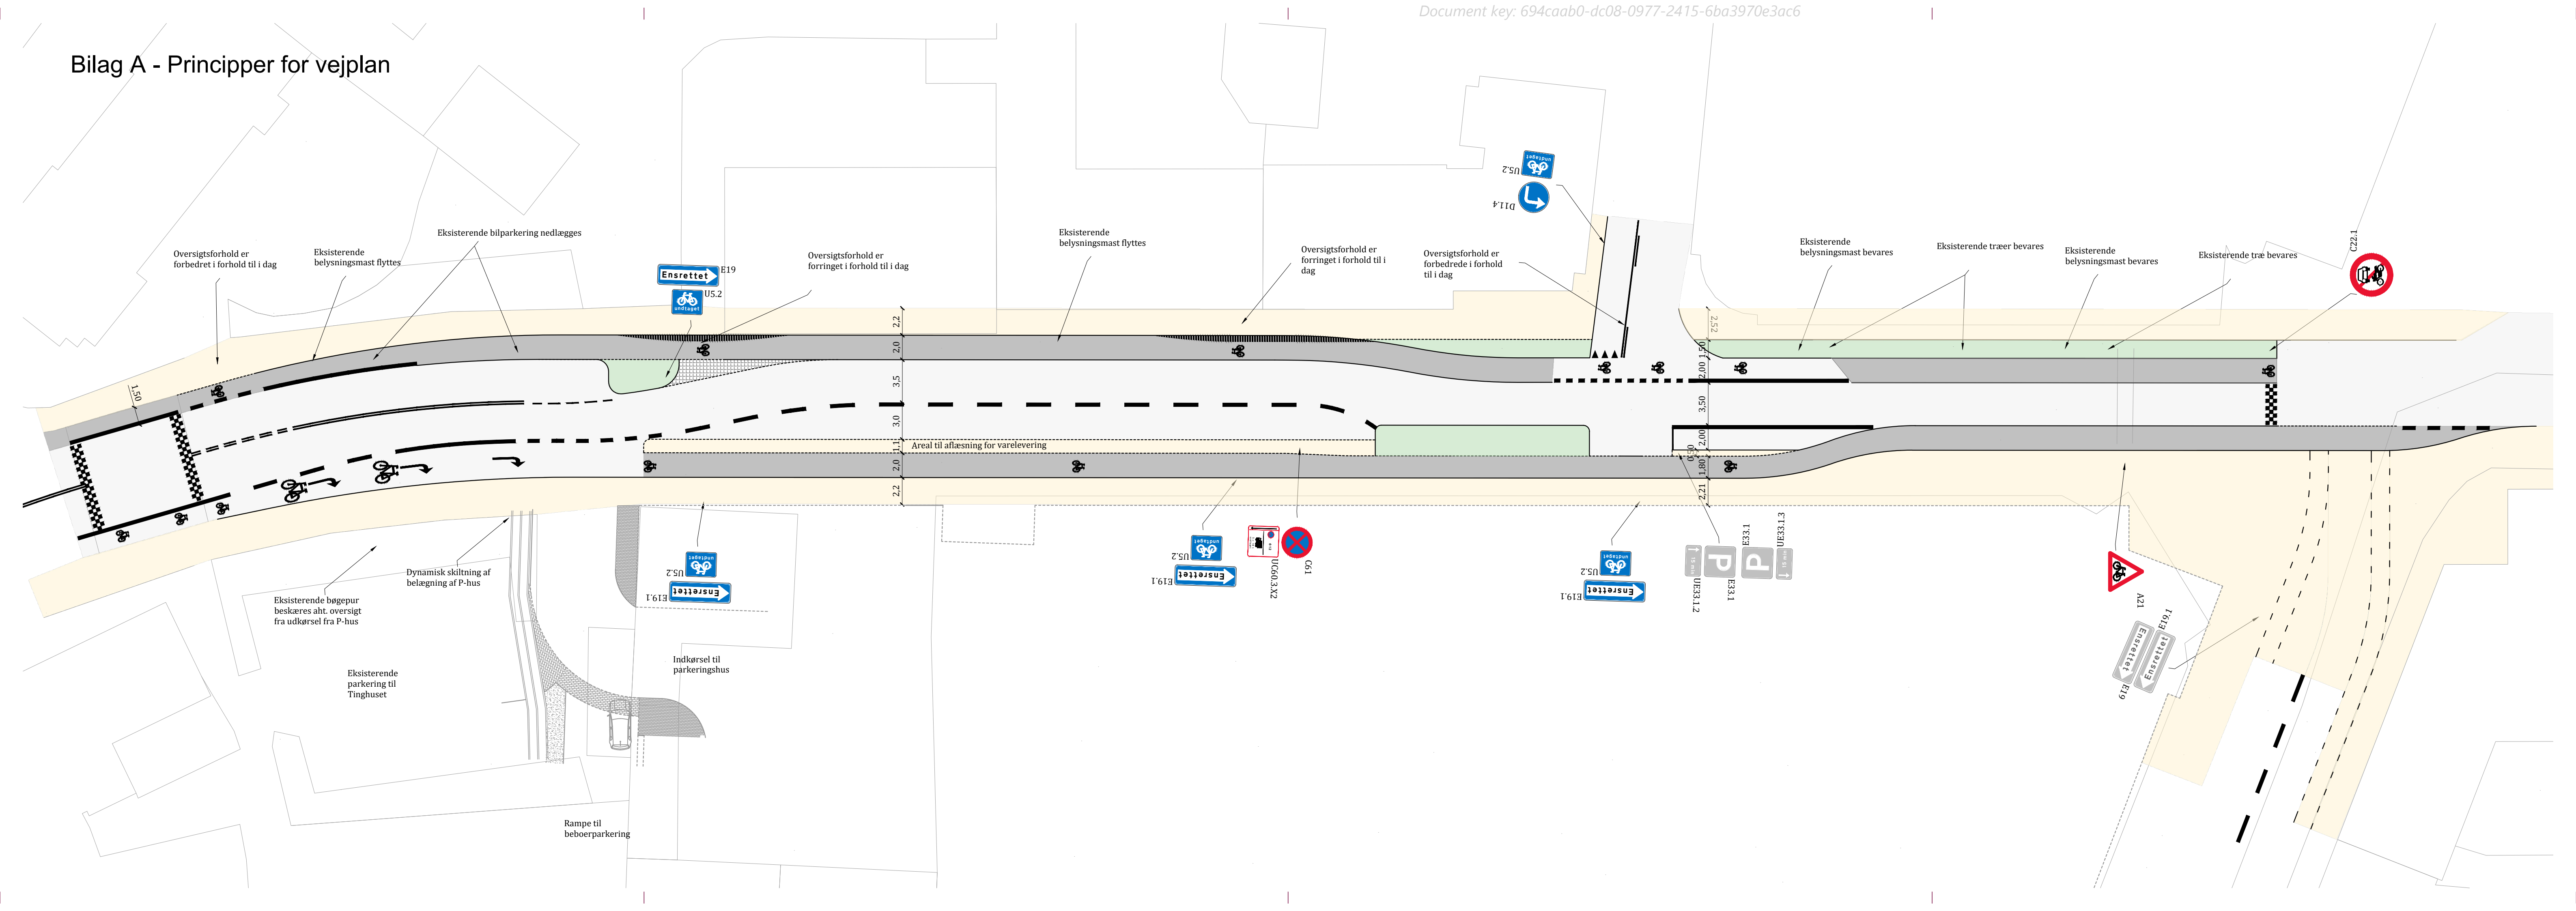 Document key: 694caab0-dc08-0977-2415-6ba3970e3ac6
Bilag A - Principper for vejplan
undtaget
U5.2
D11.4
Oversigtsforhold er
forbedret i forhold til i dag
Eksisterende
belysningsmast flyttes
Eksisterende bilparkering nedlægges
Ensrettet
E19
undtaget
U5.2
Oversigtsforhold er
forringet i forhold til i dag
Eksisterende
belysningsmast flyttes
Oversigtsforhold er
forringet i forhold til i
dag
Oversigtsforhold er
forbedrede i forhold
til i dag
Eksisterende
belysningsmast bevares
Eksisterende træer bevares
Eksisterende
belysningsmast bevares
Eksisterende træ bevares
C22.1
1,50
2,2
2,0
3,5
3,0
1,1
2,0
2,2
Areal til aflæsning for varelevering
2,52
1,50
2,00
3,50
2,00
0,50
1,80
2,21
Eksisterende bøgepur
beskæres aht. oversigt
fra udkørsel fra P-hus
Dynamisk skiltning af
belægning af P-hus
undtaget
U5.2
Ensrettet
E19.1
undtaget
U5.2
Ensrettet
E19.1
UC60.3.X2
C61
undtaget
U5.2
Ensrettet
E19.1
UE33.1.2
P
E33.1
E33.1
P
UE33.1.3
A21
E19.1
Ensrettet
Ensrettet
E19
Eksisterende
parkering til
Tinghuset
Indkørsel til
parkeringshus
Rampe til
beboerparkering